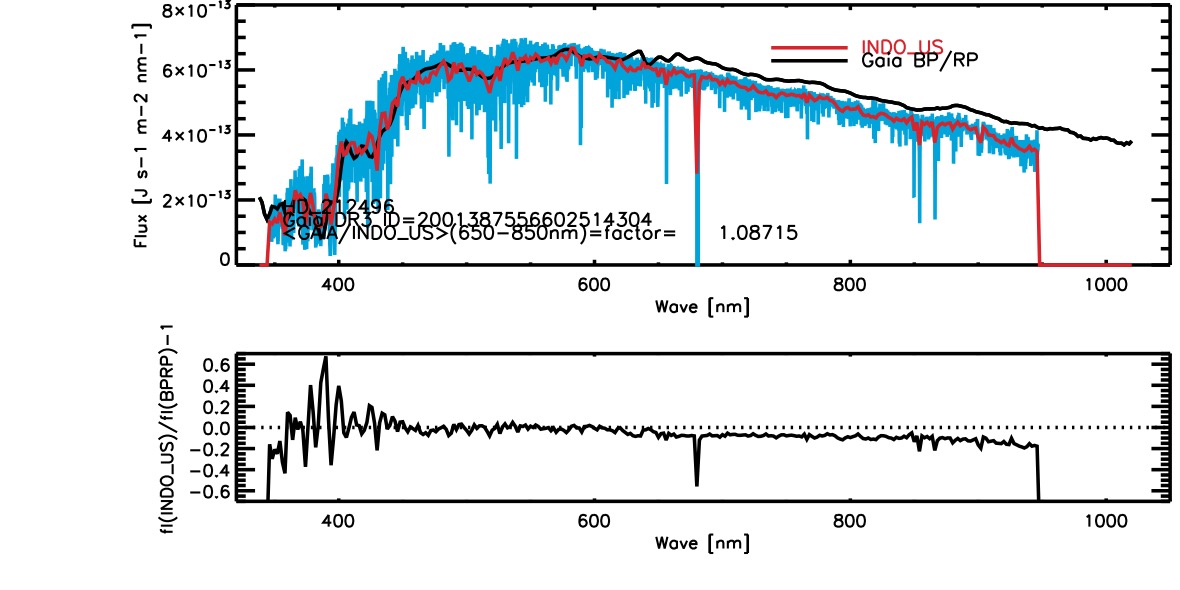 8×10−13
6×10−13
4×10−13
2×10−13
0
Flux [J s−1 m−2 nm−1]
INDO_US
Gaia BP/RP
HD_212496
Gaia DR3 ID=2001387556602514304
<GAIA/INDO_US>(650−850nm)=factor= 1.08715
400 600 800 1000
Wave [nm]
fl(INDO_US)/fl(BPRP)−1
0.6
0.4
0.2
0.0
−0.2
−0.4
−0.6
400 600 800 1000
Wave [nm]